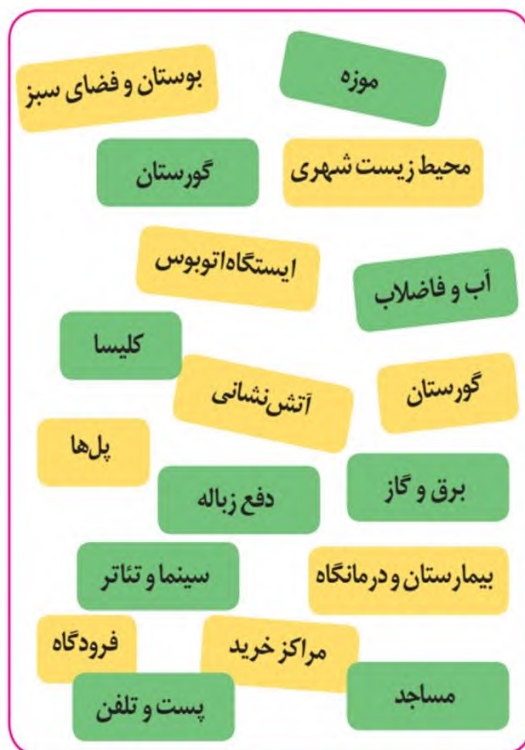 موزه
بوستان و فضای سبز
محیط زیست شهری
گورستان
ایستگاه اتوبوس
آب و فاضلاب
کلیسا
گورستان
آتش‌نشانی
پل‌ها
برق و گاز
دفع زباله
بیمارستان و درمانگاه
سینما و تئاتر
مراکز خرید
فرودگاه
مساجد
پست و تلفن